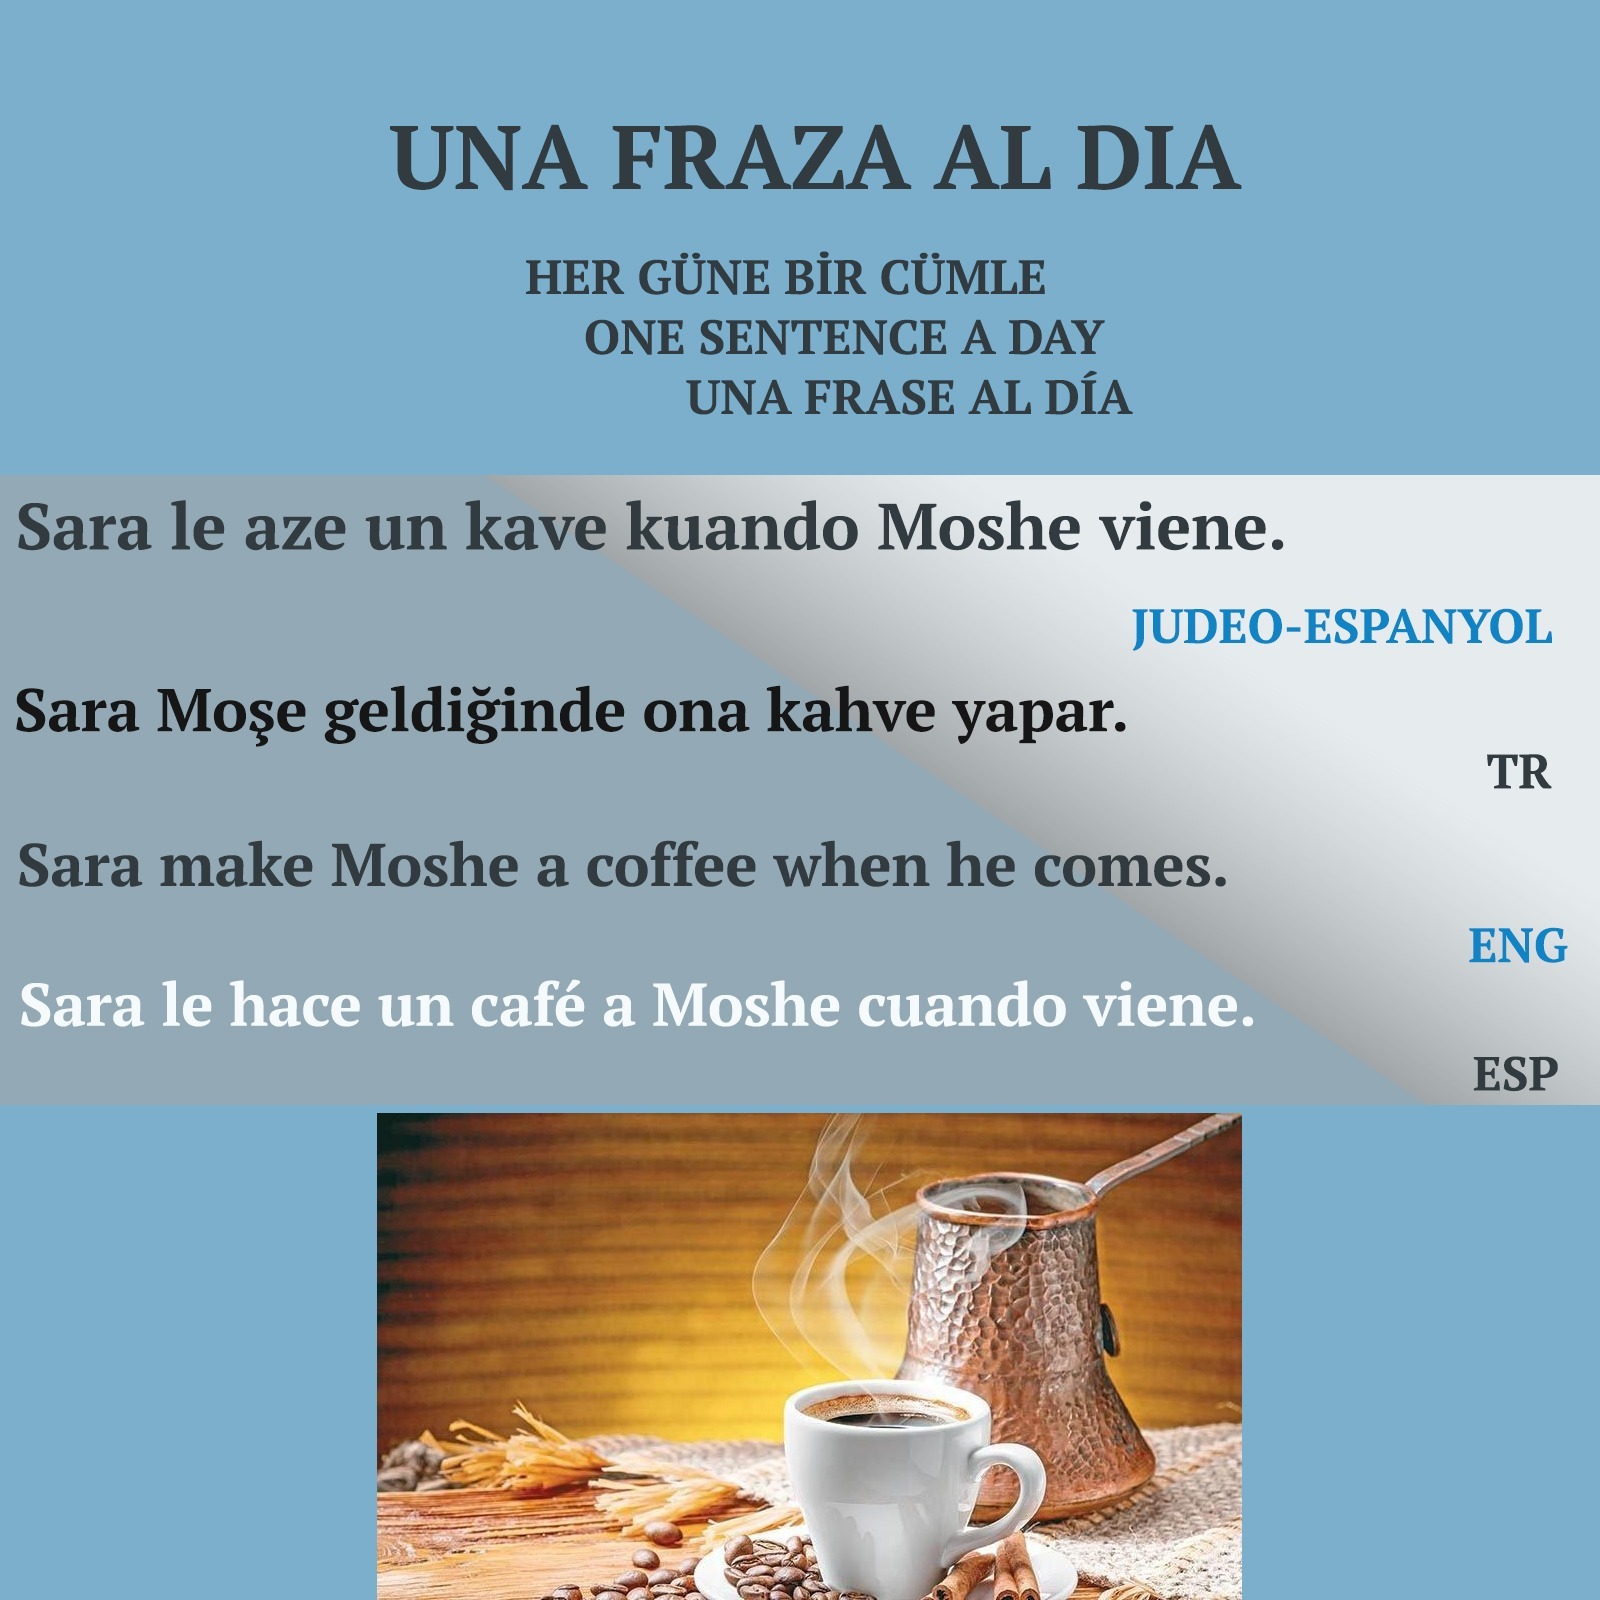 UNA FRAZA AL DIA
HER GÜNE BİR CÜMLE
ONE SENTENCE A DAY
UNA FRASE AL DÍA
Sara le aze un kave kuando Moshe viene.
JUDEO-ESPANYOL
Sara Moşe geldiğinde ona kahve yapar.
TR
Sara make Moshe a coffee when he comes.
ENG
Sara le hace un café a Moshe cuando viene.
ESP